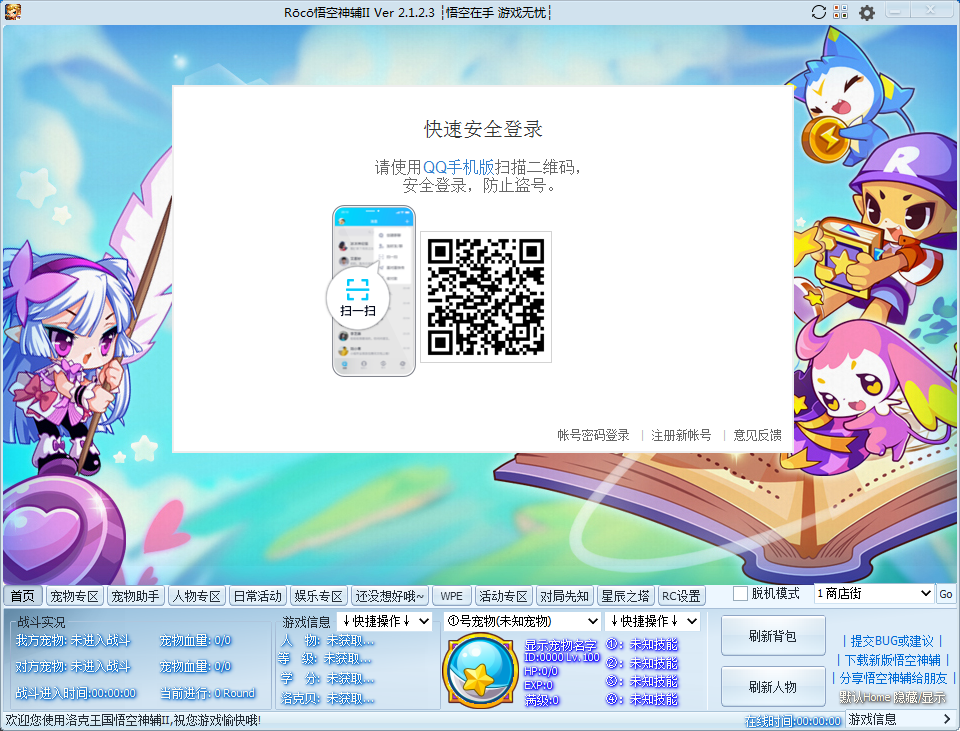 Rōcō悟空神辅II Ver 2.1.2.3 |悟空在手 游戏无忧|
快速安全登录
请使用QQ手机版扫描二维码，
安全登录，防止盗号。
扫一扫
帐号密码登录 | 注册新帐号 | 意见反馈
R
首页 宠物专区 宠物助手 人物专区 日常活动 娱乐专区 还没想好哦~ WPE 活动专区 对局先知 星辰之塔 RC设置 脱机模式 1 商店街 Go
战斗实况
我方宠物: 未进入战斗 宠物血量: 0/0
对方宠物: 未进入战斗 宠物血量: 0/0
战斗进入时间:00:00:00 当前进行: 0 Round
游戏信息 ↓快捷操作↓
人 物: 未获取...
等 级: 未获取...
学 分: 未获取...
洛克贝: 未获取...
①号宠物(未知宠物) ↓快捷操作↓
显示宠物名字
ID:0000 Lv. 100
HP:0/0
EXP:0
满级:0
①: 未知技能
②: 未知技能
③: 未知技能
④: 未知技能
刷新背包
刷新人物
| 提交BUG或建议 |
| 下载新版悟空神辅 |
| 分享悟空神辅给朋友 |
默认Home 隐藏/显示
欢迎您使用洛克王国悟空神辅II,祝您游戏愉快哦!
在线时间:00:00:00 游戏信息